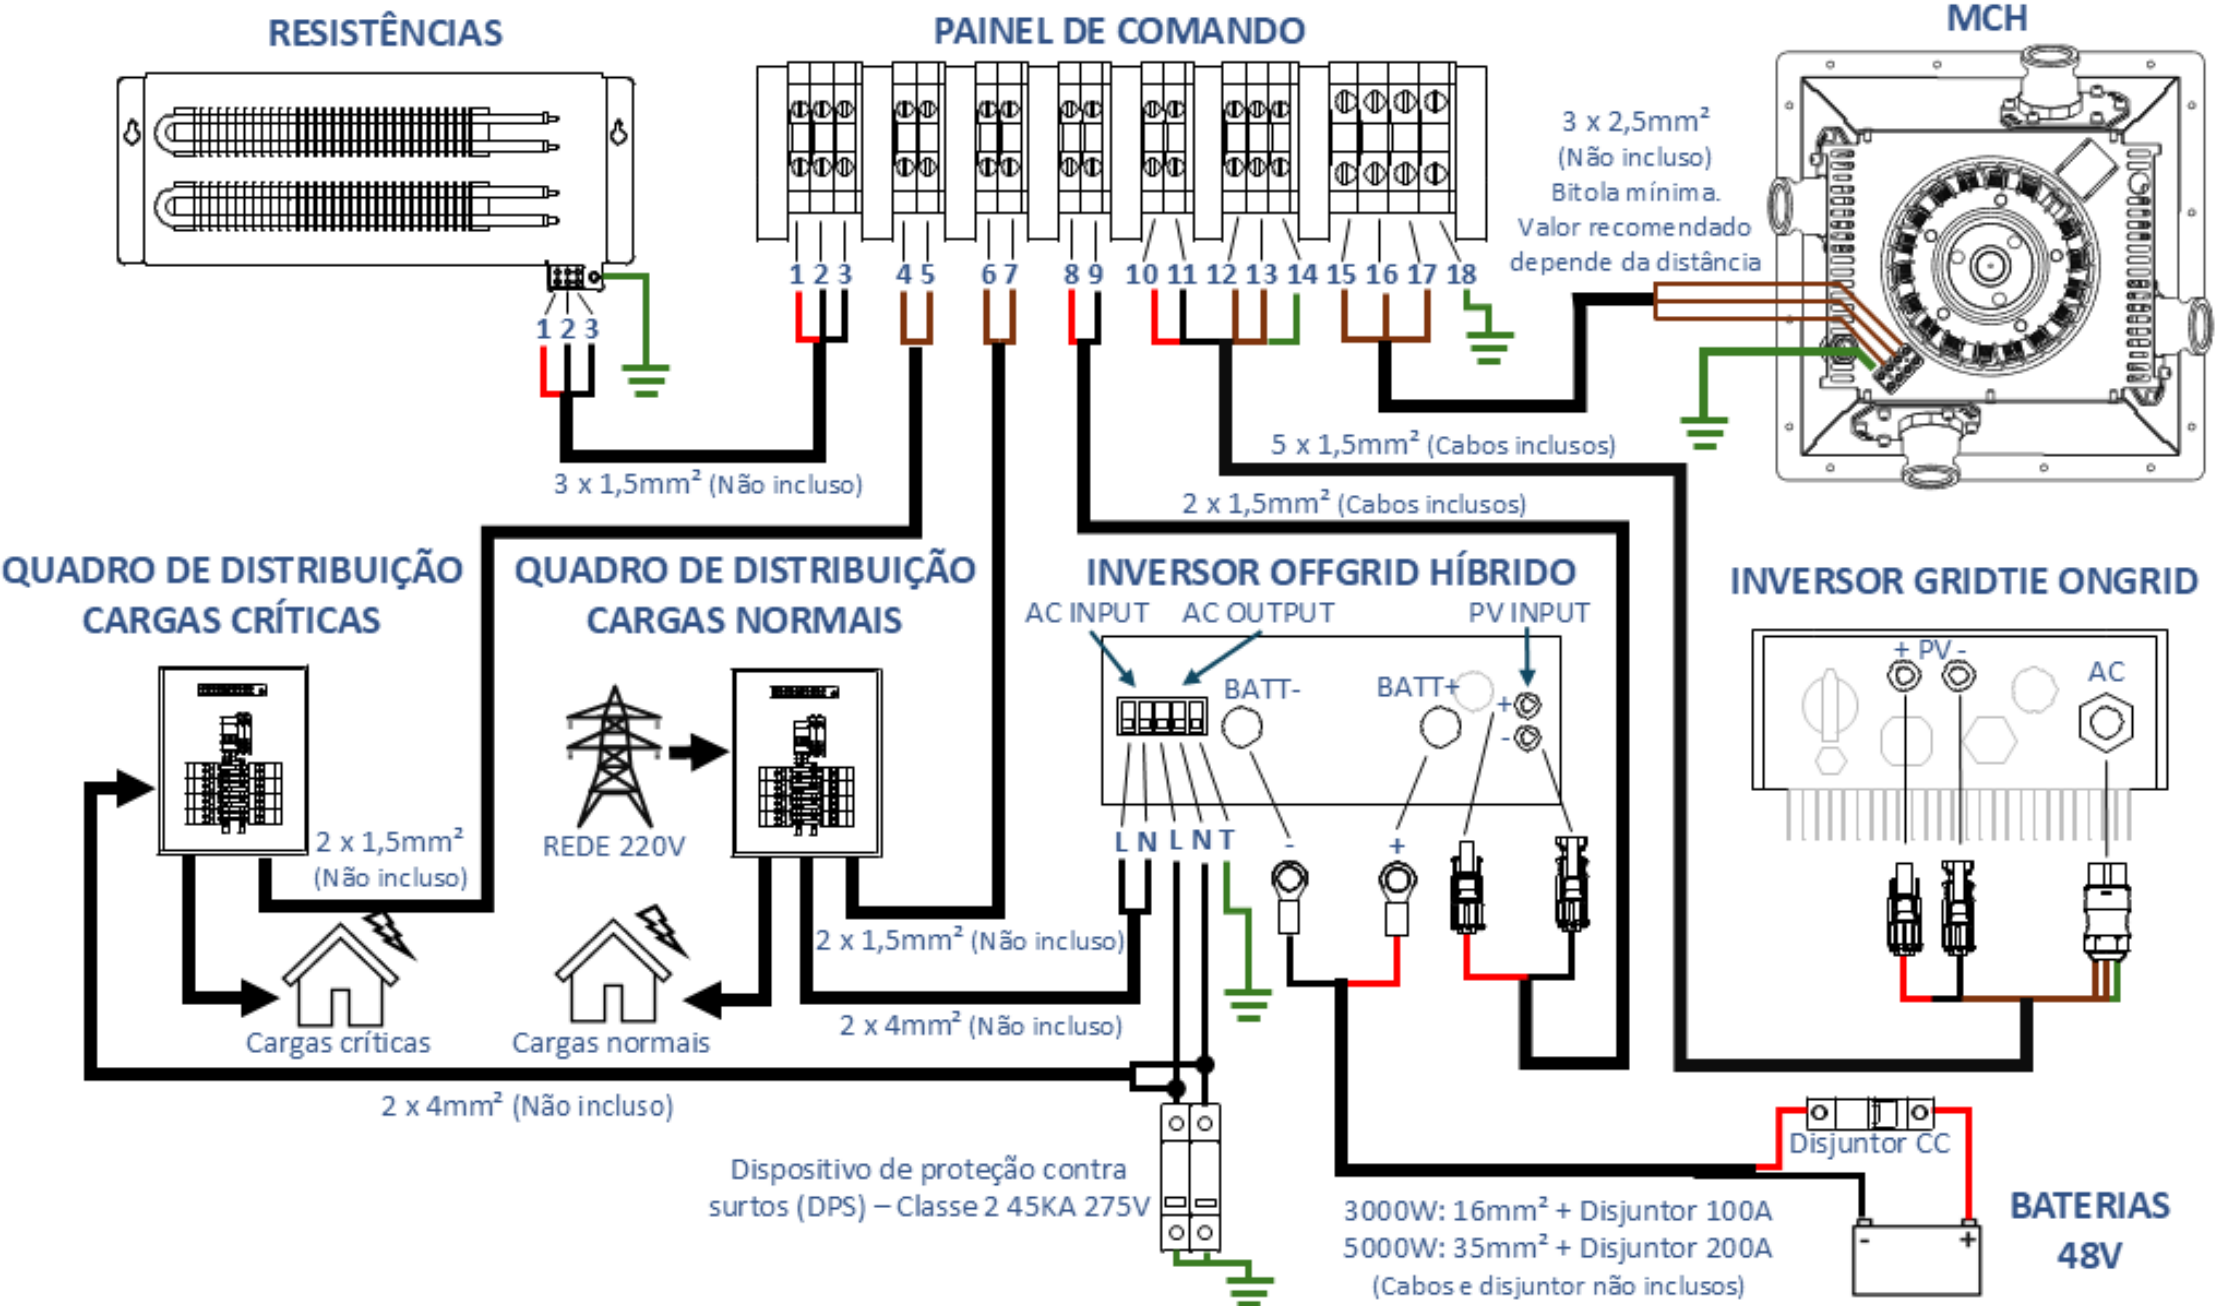 RESISTÊNCIAS
PAINEL DE COMANDO
MCH
3 x 2,5mm²
(Não incluso)
Bitola mínima.
Valor recomendado
depende da distância
1 2 3 4 5 6 7 8 9 10 11 12 13 14 15 16 17 18
1 2 3
3 x 1,5mm² (Não incluso)
5 x 1,5mm² (Cabos inclusos)
2 x 1,5mm² (Cabos inclusos)
QUADRO DE DISTRIBUIÇÃO
CARGAS CRÍTICAS
QUADRO DE DISTRIBUIÇÃO
CARGAS NORMAIS
INVERSOR OFFGRID HÍBRIDO
AC INPUT
AC OUTPUT
PV INPUT
INVERSOR GRIDTIE ONGRID
BATT-
BATT+
+
-
+ PV -
AC
2 x 1,5mm²
(Não incluso)
REDE 220V
L N L N T
-
+
2 x 1,5mm² (Não incluso)
2 x 4mm² (Não incluso)
Cargas críticas
Cargas normais
2 x 4mm² (Não incluso)
Dispositivo de proteção contra
surtos (DPS) – Classe 2 45KA 275V
Disjuntor CC
3000W: 16mm² + Disjuntor 100A
5000W: 35mm² + Disjuntor 200A
(Cabos e disjuntor não inclusos)
- +
BATERIAS
48V